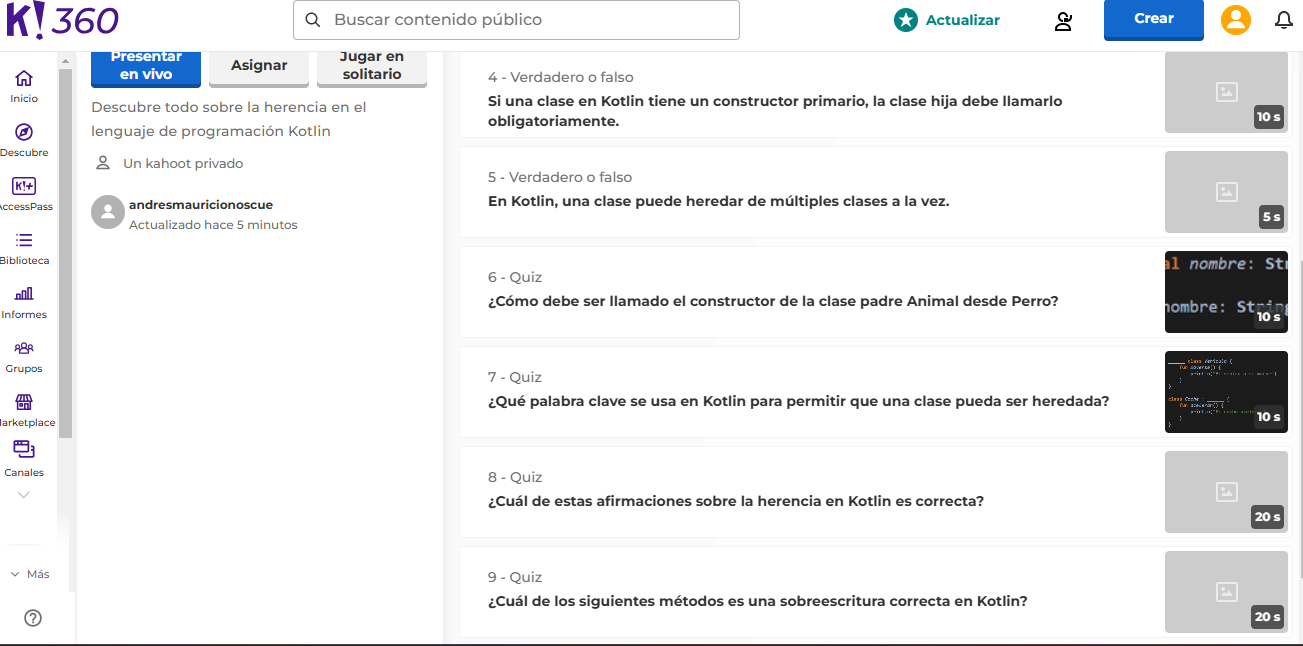 K!360
Buscar contenido público
Actualizar
Crear
Inicio
Descubre
K!+
AccessPass
Biblioteca
Informes
Grupos
Marketplace
Canales
Más
Presentar
en vivo
Asignar
Jugar en
solitario
Descubre todo sobre la herencia en el
lenguaje de programación Kotlin
Un kahoot privado
andresmauricionoscue
Actualizado hace 5 minutos
4 - Verdadero o falso
Si una clase en Kotlin tiene un constructor primario, la clase hija debe llamarlo
obligatoriamente.
10 s
5 - Verdadero o falso
En Kotlin, una clase puede heredar de múltiples clases a la vez.
5 s
6 - Quiz
¿Cómo debe ser llamado el constructor de la clase padre Animal desde Perro?
al nombre: Str
nombre: String
10 s
7 - Quiz
¿Qué palabra clave se usa en Kotlin para permitir que una clase pueda ser heredada?
10 s
8 - Quiz
¿Cuál de estas afirmaciones sobre la herencia en Kotlin es correcta?
20 s
9 - Quiz
¿Cuál de los siguientes métodos es una sobreescritura correcta en Kotlin?
20 s